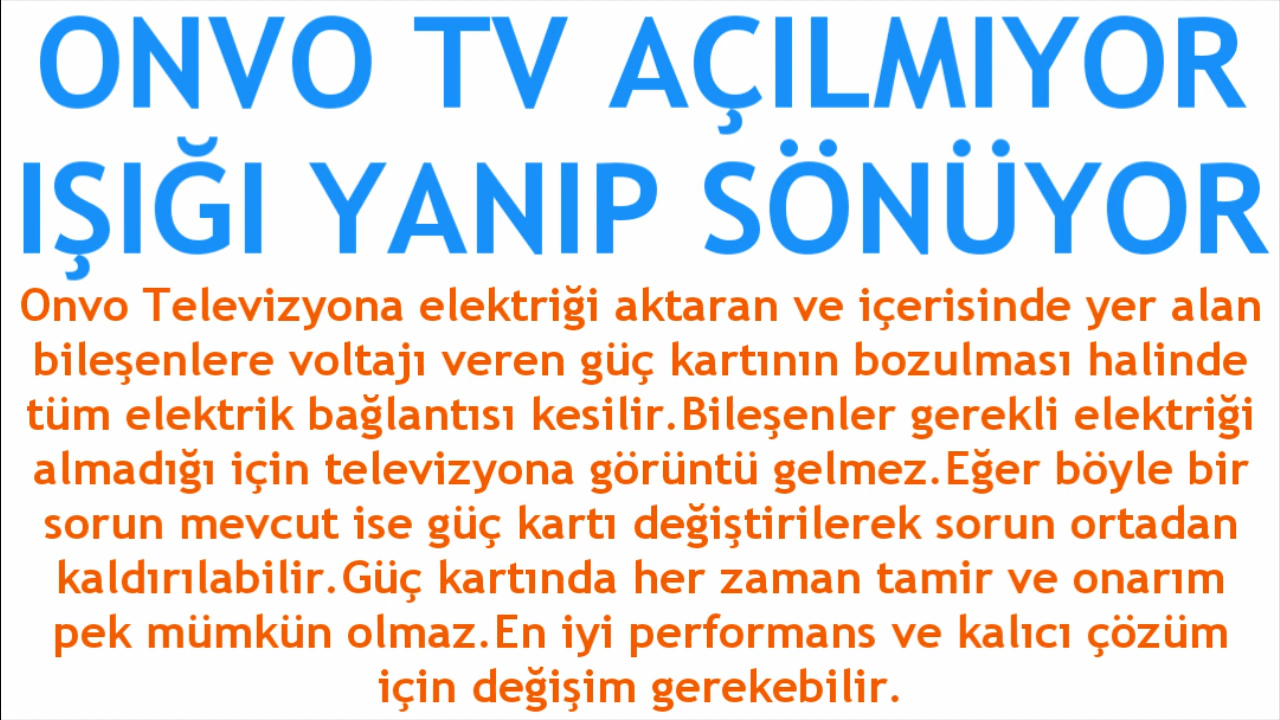 ONVO TV AÇILMIYOR
IŞIĞI YANIP SÖNÜYOR
Onvo Televizyona elektriği aktaran ve içerisinde yer alan
bileşenlere voltajı veren güç kartının bozulması halinde
tüm elektrik bağlantısı kesilir.Bileşenler gerekli elektriği
almadığı için televizyona görüntü gelmez.Eğer böyle bir
sorun mevcut ise güç kartı değiştirilerek sorun ortadan
kaldırılabilir.Güç kartında her zaman tamir ve onarım
pek mümkün olmaz.En iyi performans ve kalıcı çözüm
için değişim gerekebilir.